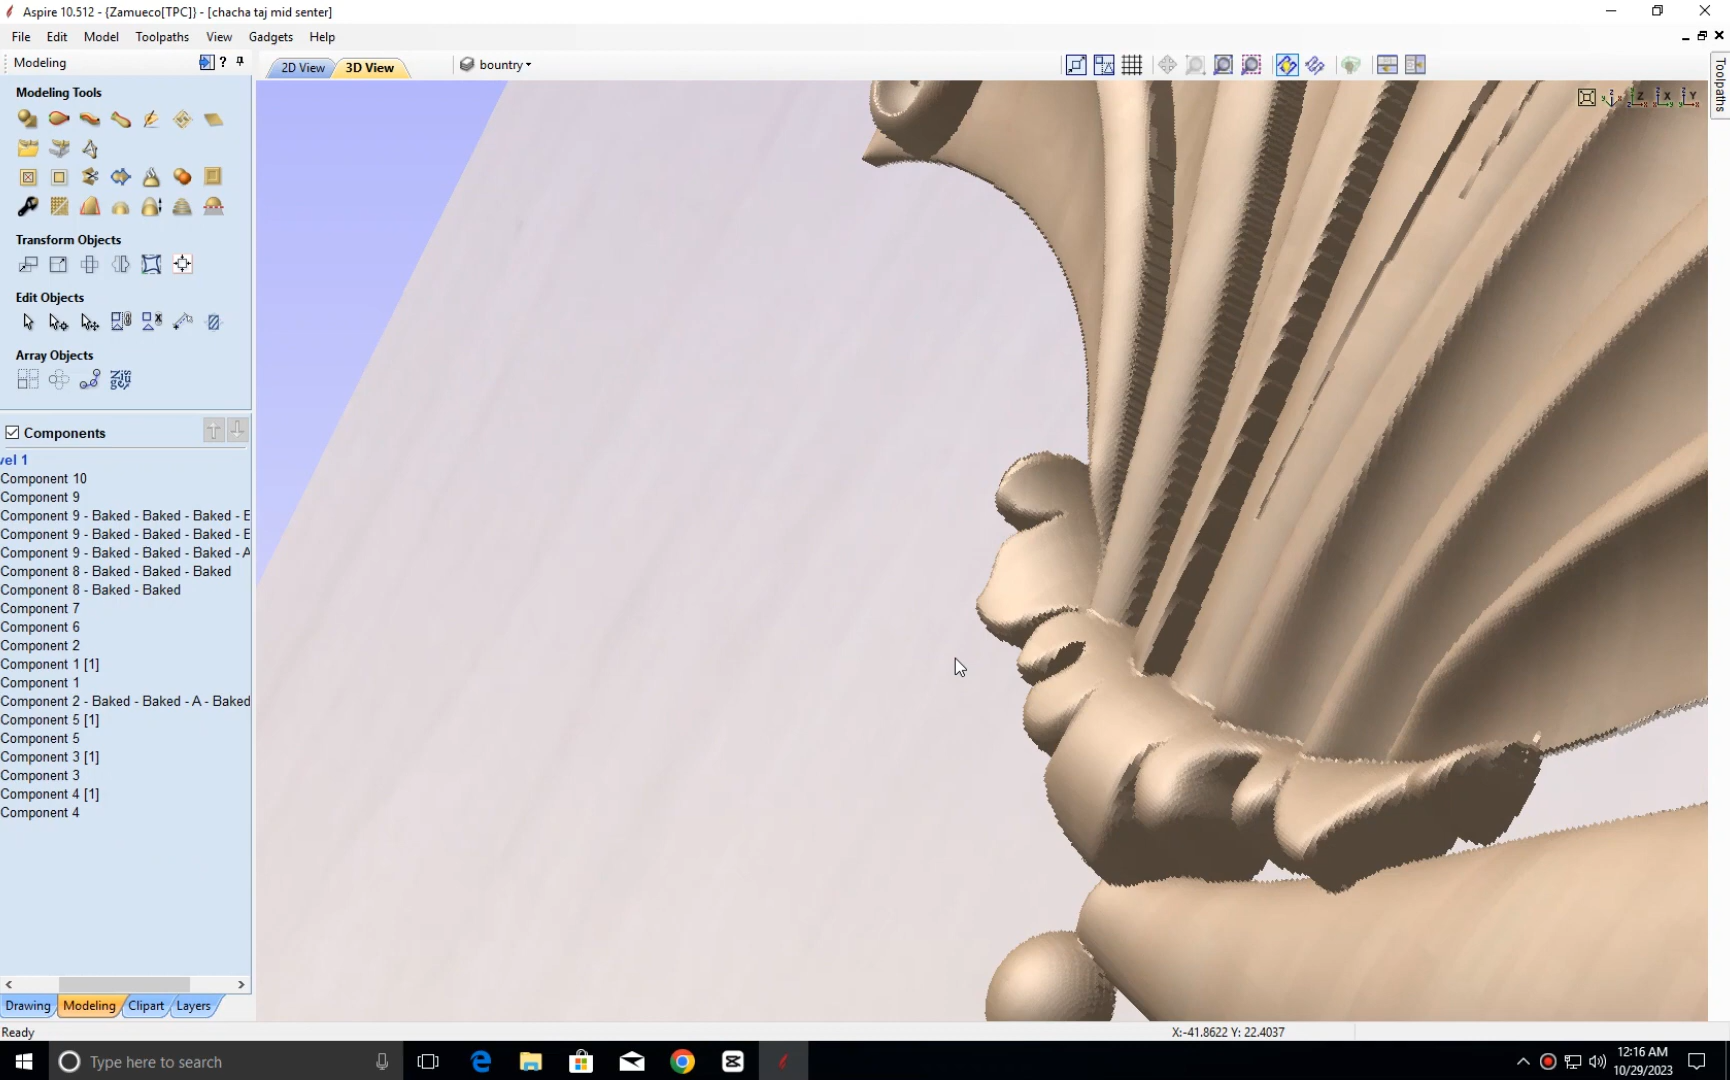 Aspire 10.512 - {Zamueco[TPC]} - [chacha taj mid senter]
File Edit Model Toolpaths View Gadgets Help
Modeling ?
2D View 3D View bountry
Toolpaths
Modeling Tools
Transform Objects
Edit Objects
Array Objects
Components
vel 1
Component 10
Component 9
Component 9 - Baked - Baked - Baked - E
Component 9 - Baked - Baked - Baked - E
Component 9 - Baked - Baked - Baked - A
Component 8 - Baked - Baked - Baked
Component 8 - Baked - Baked
Component 7
Component 6
Component 2
Component 1 [1]
Component 1
Component 2 - Baked - Baked - A - Baked
Component 5 [1]
Component 5
Component 3 [1]
Component 3
Component 4 [1]
Component 4
Drawing Modeling Clipart Layers
Ready
X:-41.8622 Y: 22.4037
Type here to search
12:16 AM
10/29/2023